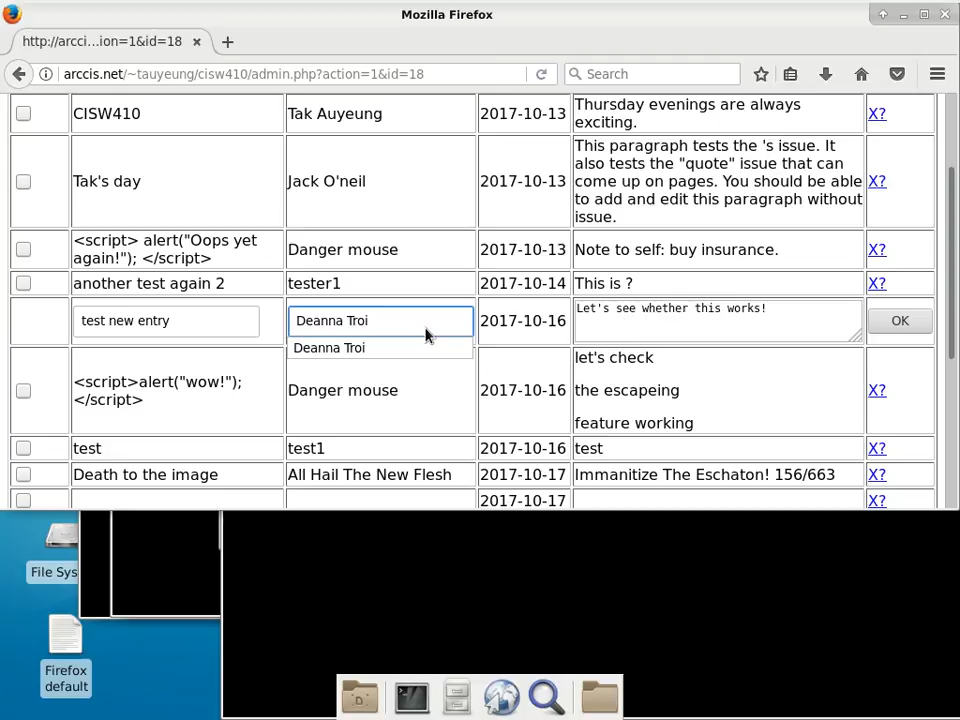 Mozilla Firefox
http://arcci...ion=1&id=18
arccis.net/~tauyeung/cisw410/admin.php?action=1&id=18
Search
CISW410
Tak Auyeung
2017-10-13
Thursday evenings are always
exciting.
X?
Tak's day
Jack O'neil
2017-10-13
This paragraph tests the 's issue. It
also tests the "quote" issue that can
come up on pages. You should be able
to add and edit this paragraph without
issue.
X?
<script> alert("Oops yet
again!"); </script>
Danger mouse
2017-10-13
Note to self: buy insurance.
X?
another test again 2
tester1
2017-10-14
This is ?
X?
test new entry
Deanna Troi
2017-10-16
Let's see whether this works!
OK
Deanna Troi
<script>alert("wow!");
</script>
Danger mouse
2017-10-16
let's check
the escapeing
feature working
X?
test
test1
2017-10-16
test
X?
Death to the image
All Hail The New Flesh
2017-10-17
Immanitize The Eschaton! 156/663
X?
2017-10-17
X?
File Sys
Firefox
default